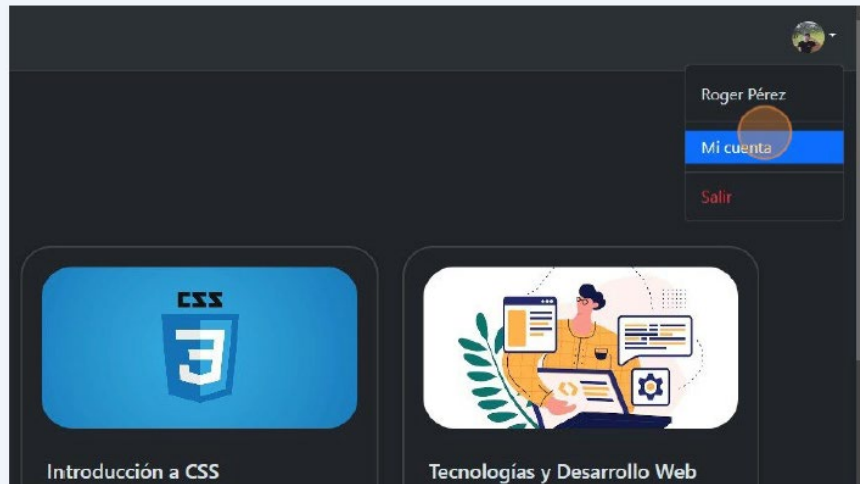 Roger Pérez
Mi cuenta
Salir
CSS
3
Introducción a CSS
Tecnologías y Desarrollo Web